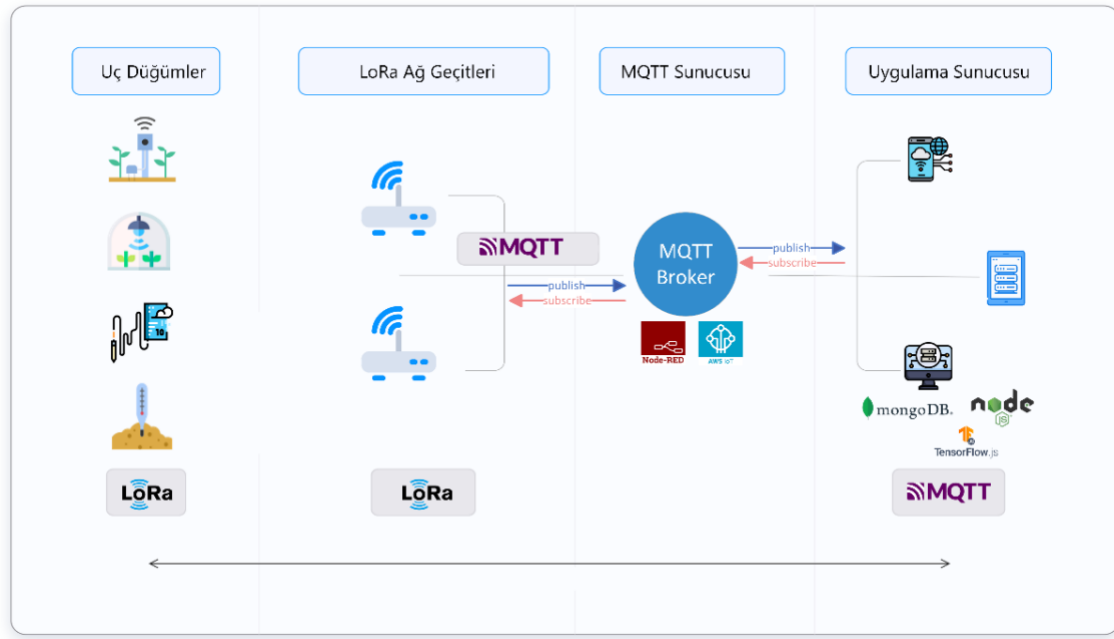 Uç Düğümler
LoRa Ağ Geçitleri
MQTT Sunucusu
Uygulama Sunucusu
10
MQTT
publish
subscribe
MQTT
Broker
publish
subscribe
Node-RED
AWS IoT
mongoDB.
node
JS
TensorFlow.js
LoRa
LoRa
MQTT